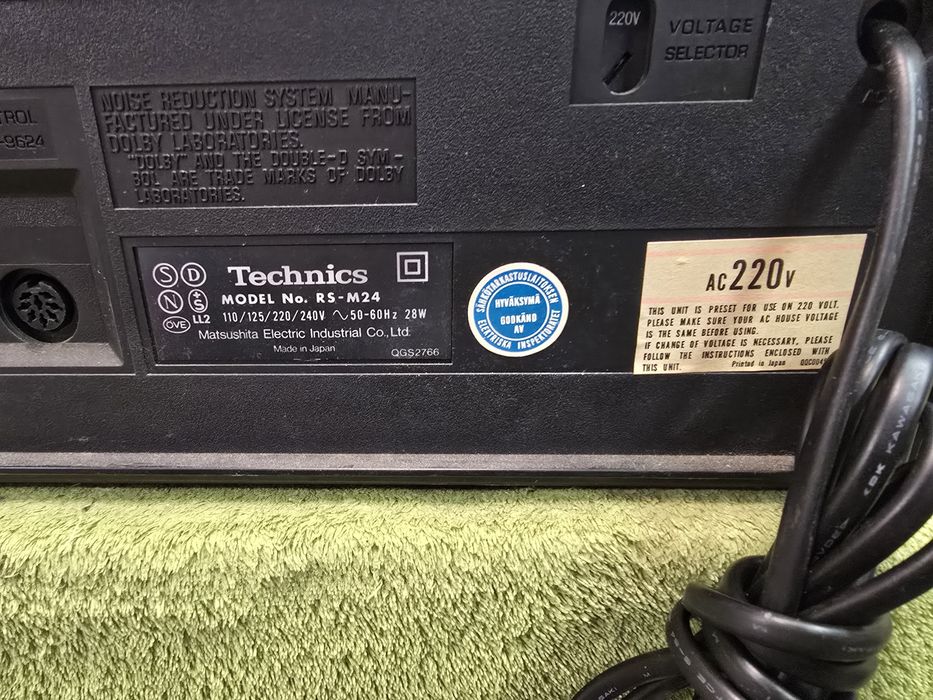 220V
VOLTAGE
SELECTOR
TROL
-9624
NOISE REDUCTION SYSTEM MANU-
FACTURED UNDER LICENSE FROM
DOLBY LABORATORIES.
"DOLBY" AND THE DOUBLE-D SYM-
BOL ARE TRADE MARKS OF DOLBY
LABORATORIES.
S D
N +S
OVE LL2
Technics
MODEL No. RS-M24
110/125/220/240V ~50-60Hz 28W
Matsushita Electric Industrial Co., Ltd.
Made in Japan QGS2766
SÄHKÖTARKASTUSLAITOKSEN
HYVÄKSYMÄ
GODKÄND
AV
ELEKTRISKA INSPEKTORATET
AC 220V
THIS UNIT IS PRESET FOR USE ON 220 VOLT.
PLEASE MAKE SURE YOUR AC HOUSE VOLTAGE
IS THE SAME BEFORE USING.
IF CHANGE OF VOLTAGE IS NECESSARY, PLEASE
FOLLOW THE INSTRUCTIONS ENCLOSED WITH
THIS UNIT. Printed in Japan
KAWASA